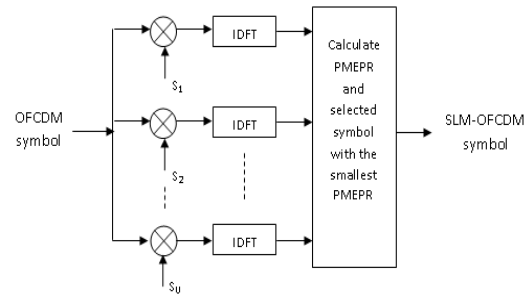 OFCDM
symbol
IDFT
S1
IDFT
S2
IDFT
SU
Calculate
PMEPR
and
selected
symbol
with the
smallest
PMEPR
SLM-OFCDM
symbol